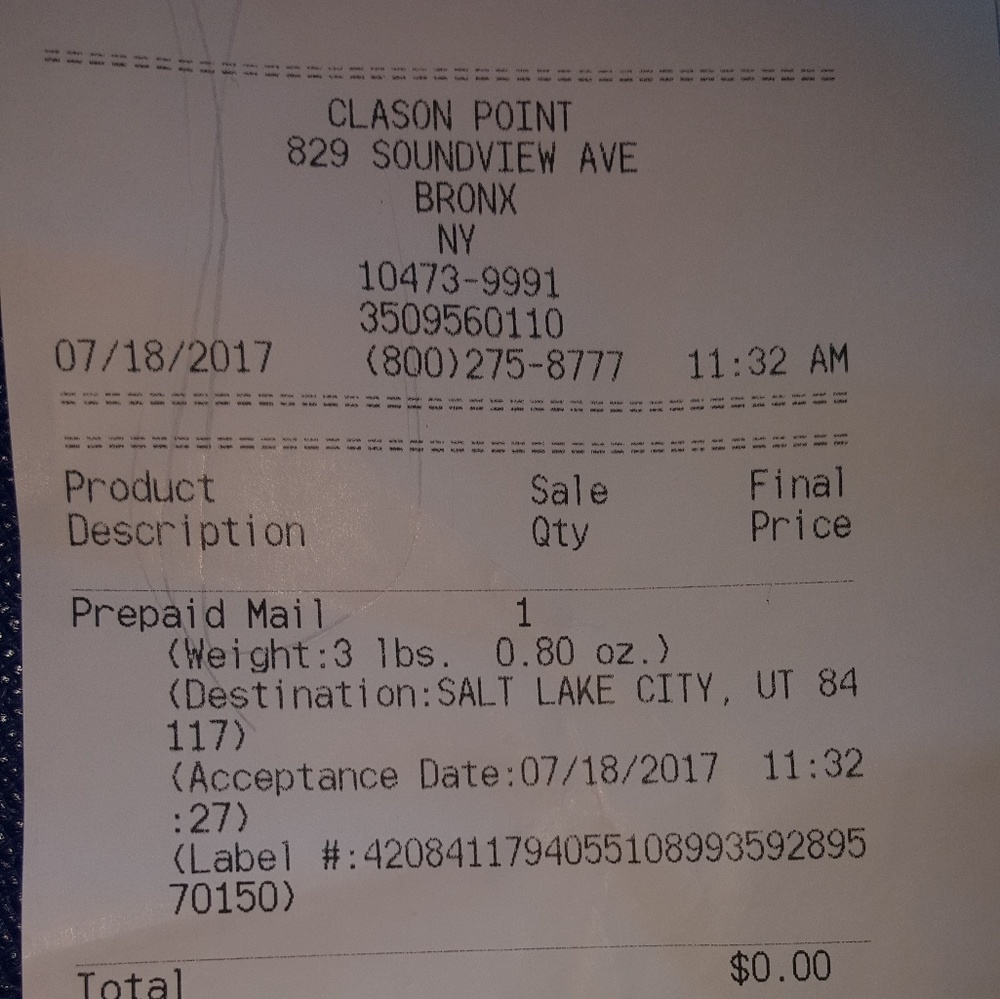 CLASON POINT
829 SOUNDVIEW AVE
BRONX
NY
10473-9991
3509560110
07/18/2017 (800)275-8777 11:32 AM
Product Sale Final
Description Qty Price
Prepaid Mail 1
(Weight:3 lbs. 0.80 oz.)
(Destination:SALT LAKE CITY, UT 84
117)
(Acceptance Date:07/18/2017 11:32
:27)
(Label #:4208411794055108993592895
70150)
Total $0.00